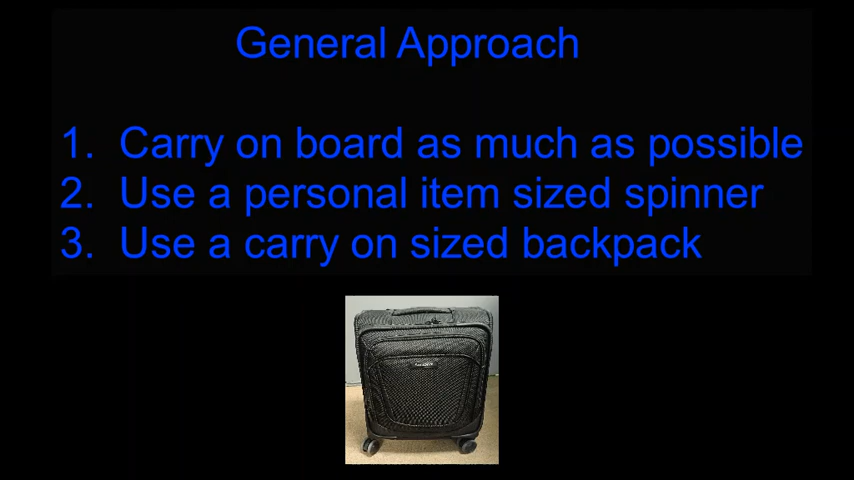 General Approach
1. Carry on board as much as possible
2. Use a personal item sized spinner
3. Use a carry on sized backpack